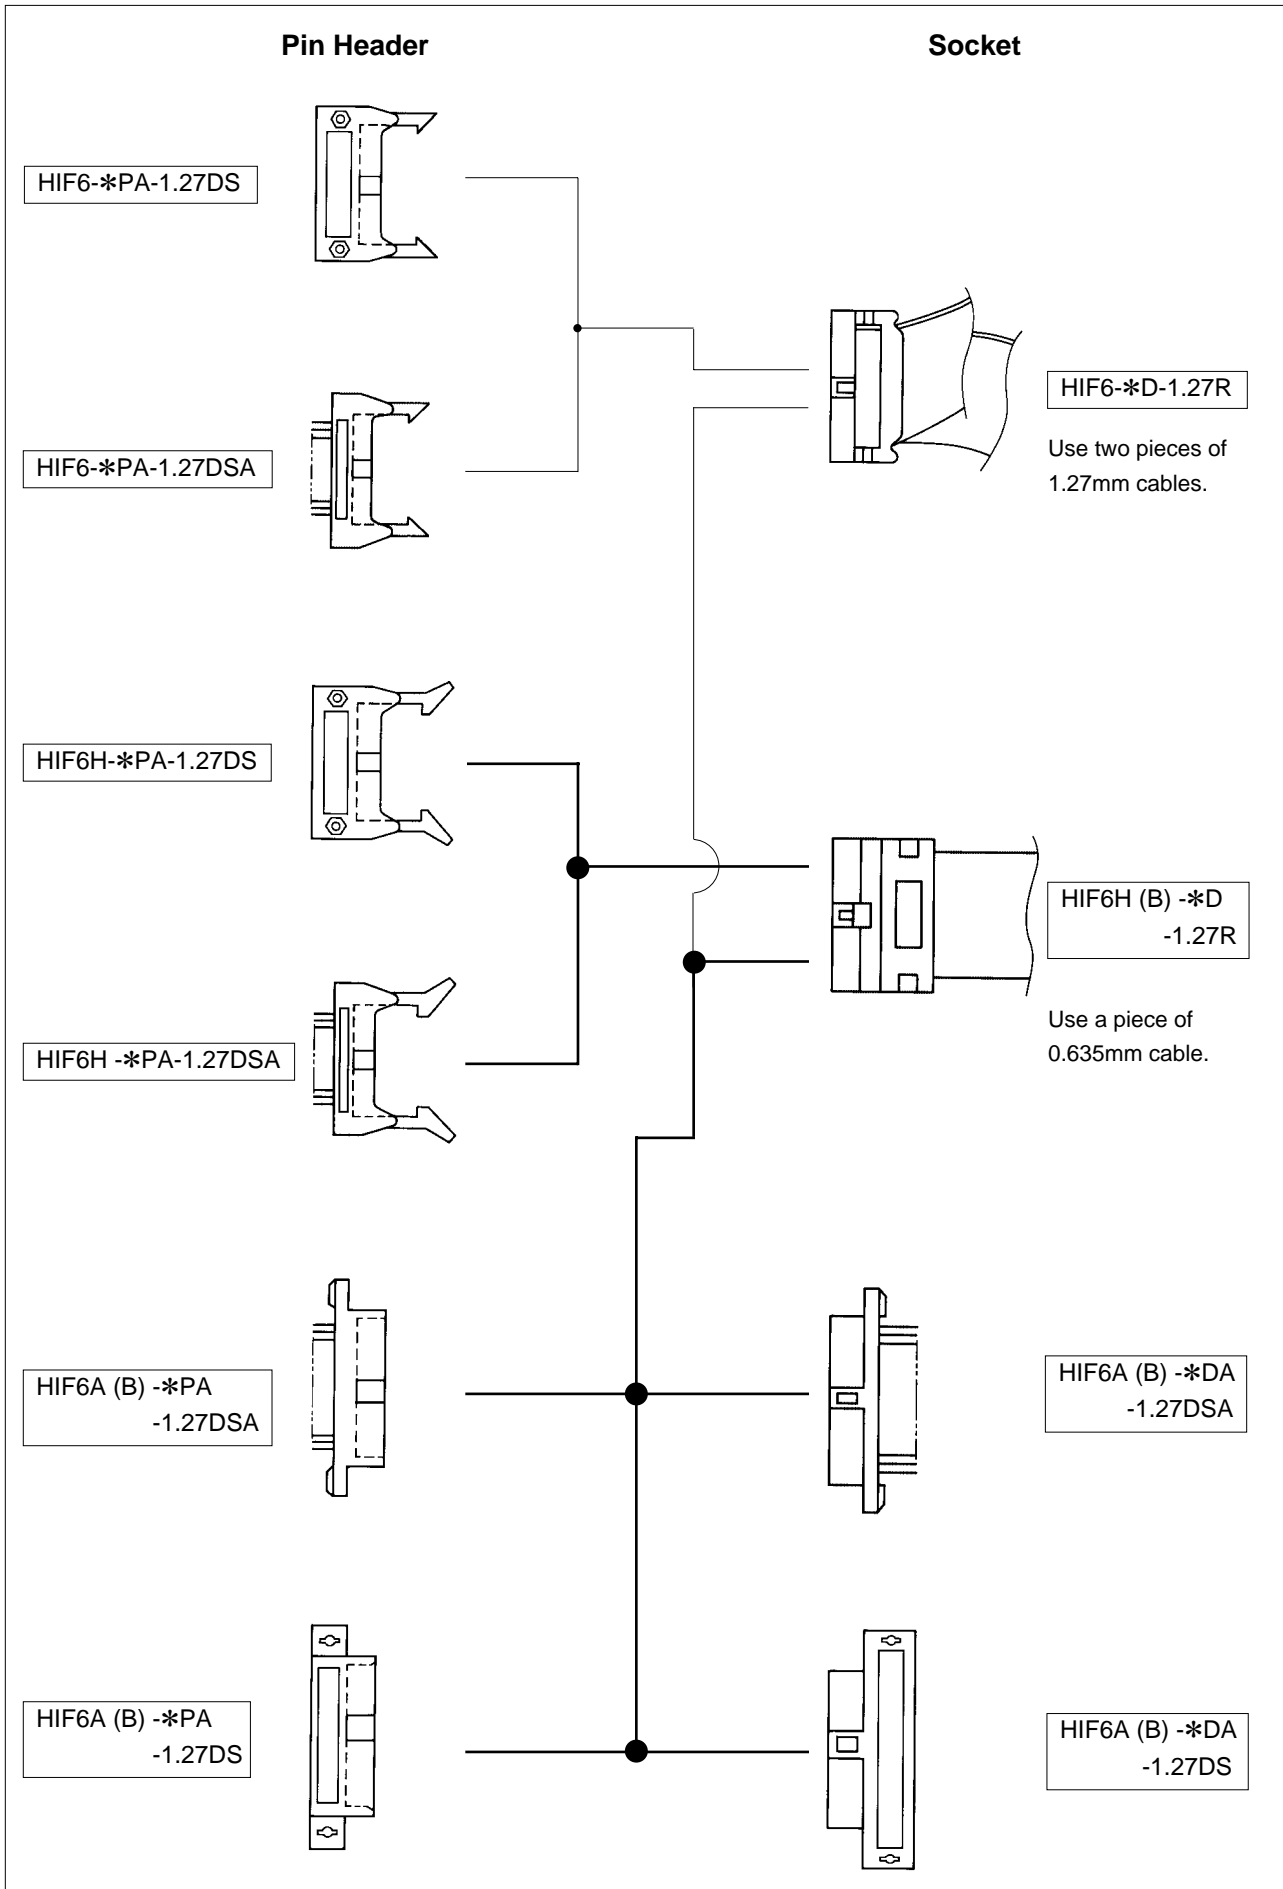 Pin Header
Socket
HIF6-*PA-1.27DS
HIF6-*D-1.27R
Use two pieces of
1.27mm cables.
HIF6-*PA-1.27DSA
HIF6H-*PA-1.27DS
HIF6H (B) -*D
-1.27R
Use a piece of
0.635mm cable.
HIF6H -*PA-1.27DSA
HIF6A (B) -*PA
-1.27DSA
HIF6A (B) -*DA
-1.27DSA
HIF6A (B) -*PA
-1.27DS
HIF6A (B) -*DA
-1.27DS